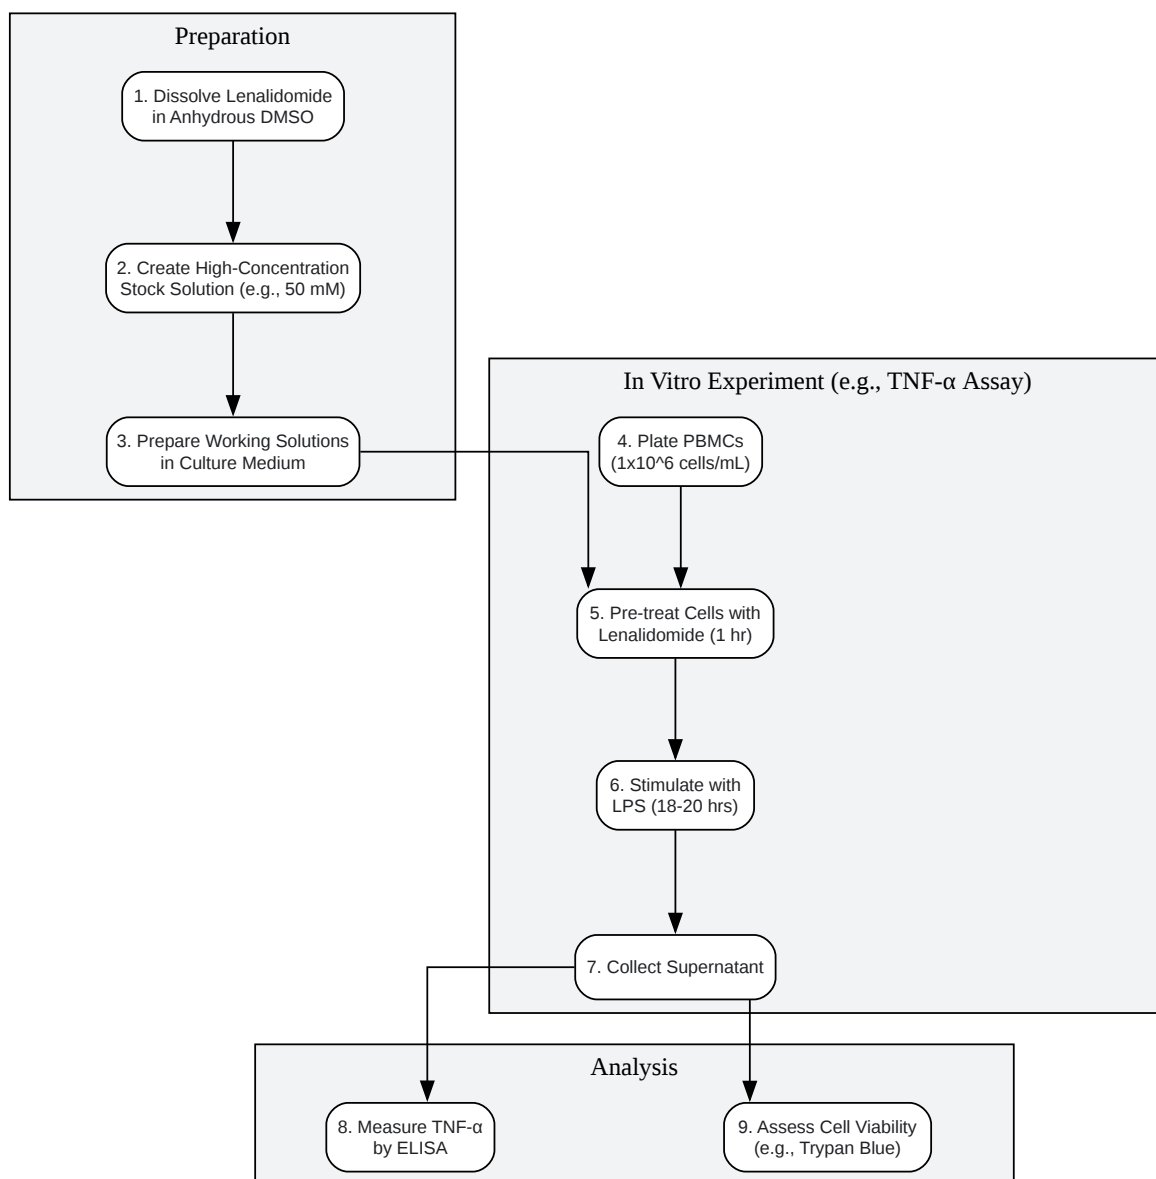 Preparation
1. Dissolve Lenalidomide
in Anhydrous DMSO
2. Create High-Concentration
Stock Solution (e.g., 50 mM)
3. Prepare Working Solutions
in Culture Medium
In Vitro Experiment (e.g., TNF-α Assay)
4. Plate PBMCs
(1x10^6 cells/mL)
5. Pre-treat Cells with
Lenalidomide (1 hr)
6. Stimulate with
LPS (18-20 hrs)
7. Collect Supernatant
Analysis
8. Measure TNF-α
by ELISA
9. Assess Cell Viability
(e.g., Trypan Blue)